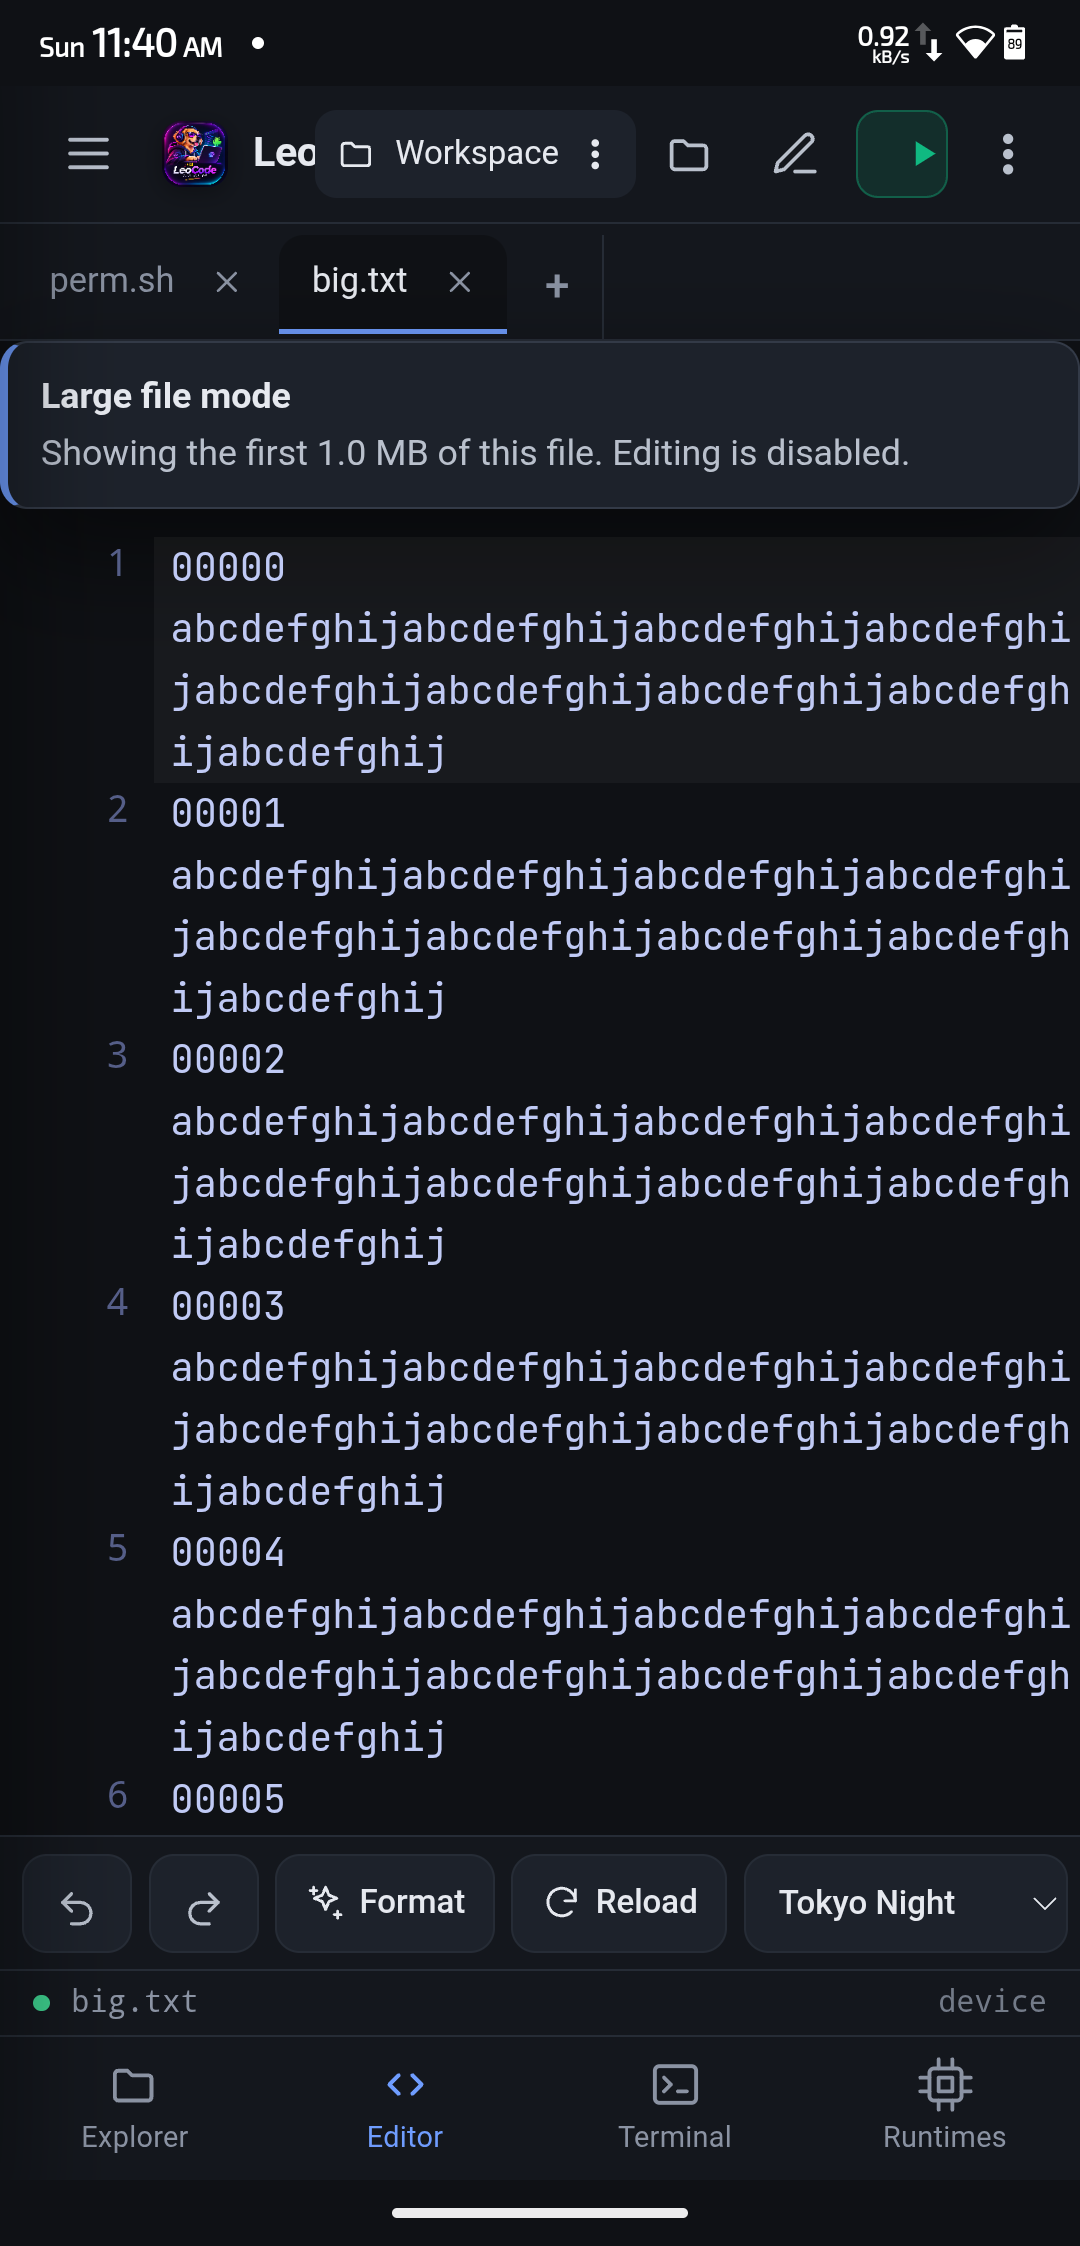 Sun 11:40 AM
0.92
kB/s
89
LeoCode
Leo
Workspace
perm.sh
big.txt
+
Large file mode
Showing the first 1.0 MB of this file. Editing is disabled.
1 00000
abcdefghijabcdefghijabcdefghijabcdefghi
jabcdefghijabcdefghijabcdefghijabcdefgh
ijabcdefghij
2 00001
abcdefghijabcdefghijabcdefghijabcdefghi
jabcdefghijabcdefghijabcdefghijabcdefgh
ijabcdefghij
3 00002
abcdefghijabcdefghijabcdefghijabcdefghi
jabcdefghijabcdefghijabcdefghijabcdefgh
ijabcdefghij
4 00003
abcdefghijabcdefghijabcdefghijabcdefghi
jabcdefghijabcdefghijabcdefghijabcdefgh
ijabcdefghij
5 00004
abcdefghijabcdefghijabcdefghijabcdefghi
jabcdefghijabcdefghijabcdefghijabcdefgh
ijabcdefghij
6 00005
Format
Reload
Tokyo Night
big.txt
device
Explorer
Editor
Terminal
Runtimes